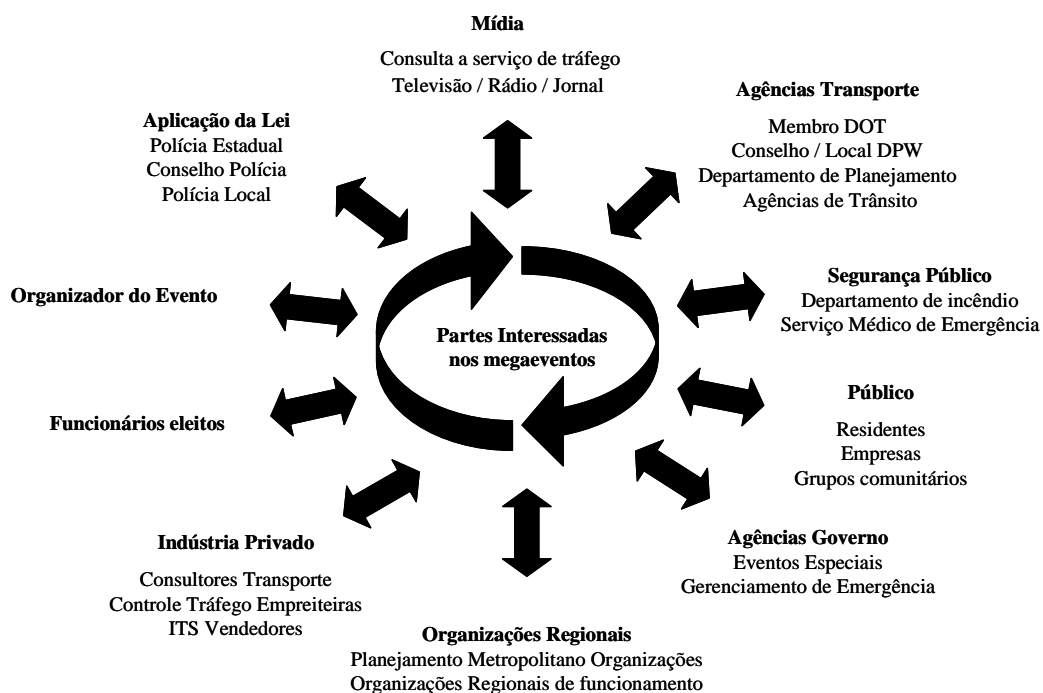 Mídia
Consulta a serviço de tráfego
Televisão / Rádio / Jornal
Agências Transporte
Membro DOT
Conselho / Local DPW
Departamento de Planejamento
Agências de Trânsito
Aplicação da Lei
Polícia Estadual
Conselho Polícia
Polícia Local
Segurança Público
Departamento de incêndio
Serviço Médico de Emergência
Organizador do Evento
Partes Interessadas
nos megaeventos
Público
Residentes
Empresas
Grupos comunitários
Funcionários eleitos
Agências Governo
Eventos Especiais
Gerenciamento de Emergência
Indústria Privado
Consultores Transporte
Controle Tráfego Empreiteiras
ITS Vendedores
Organizações Regionais
Planejamento Metropolitano Organizações
Organizações Regionais de funcionamento